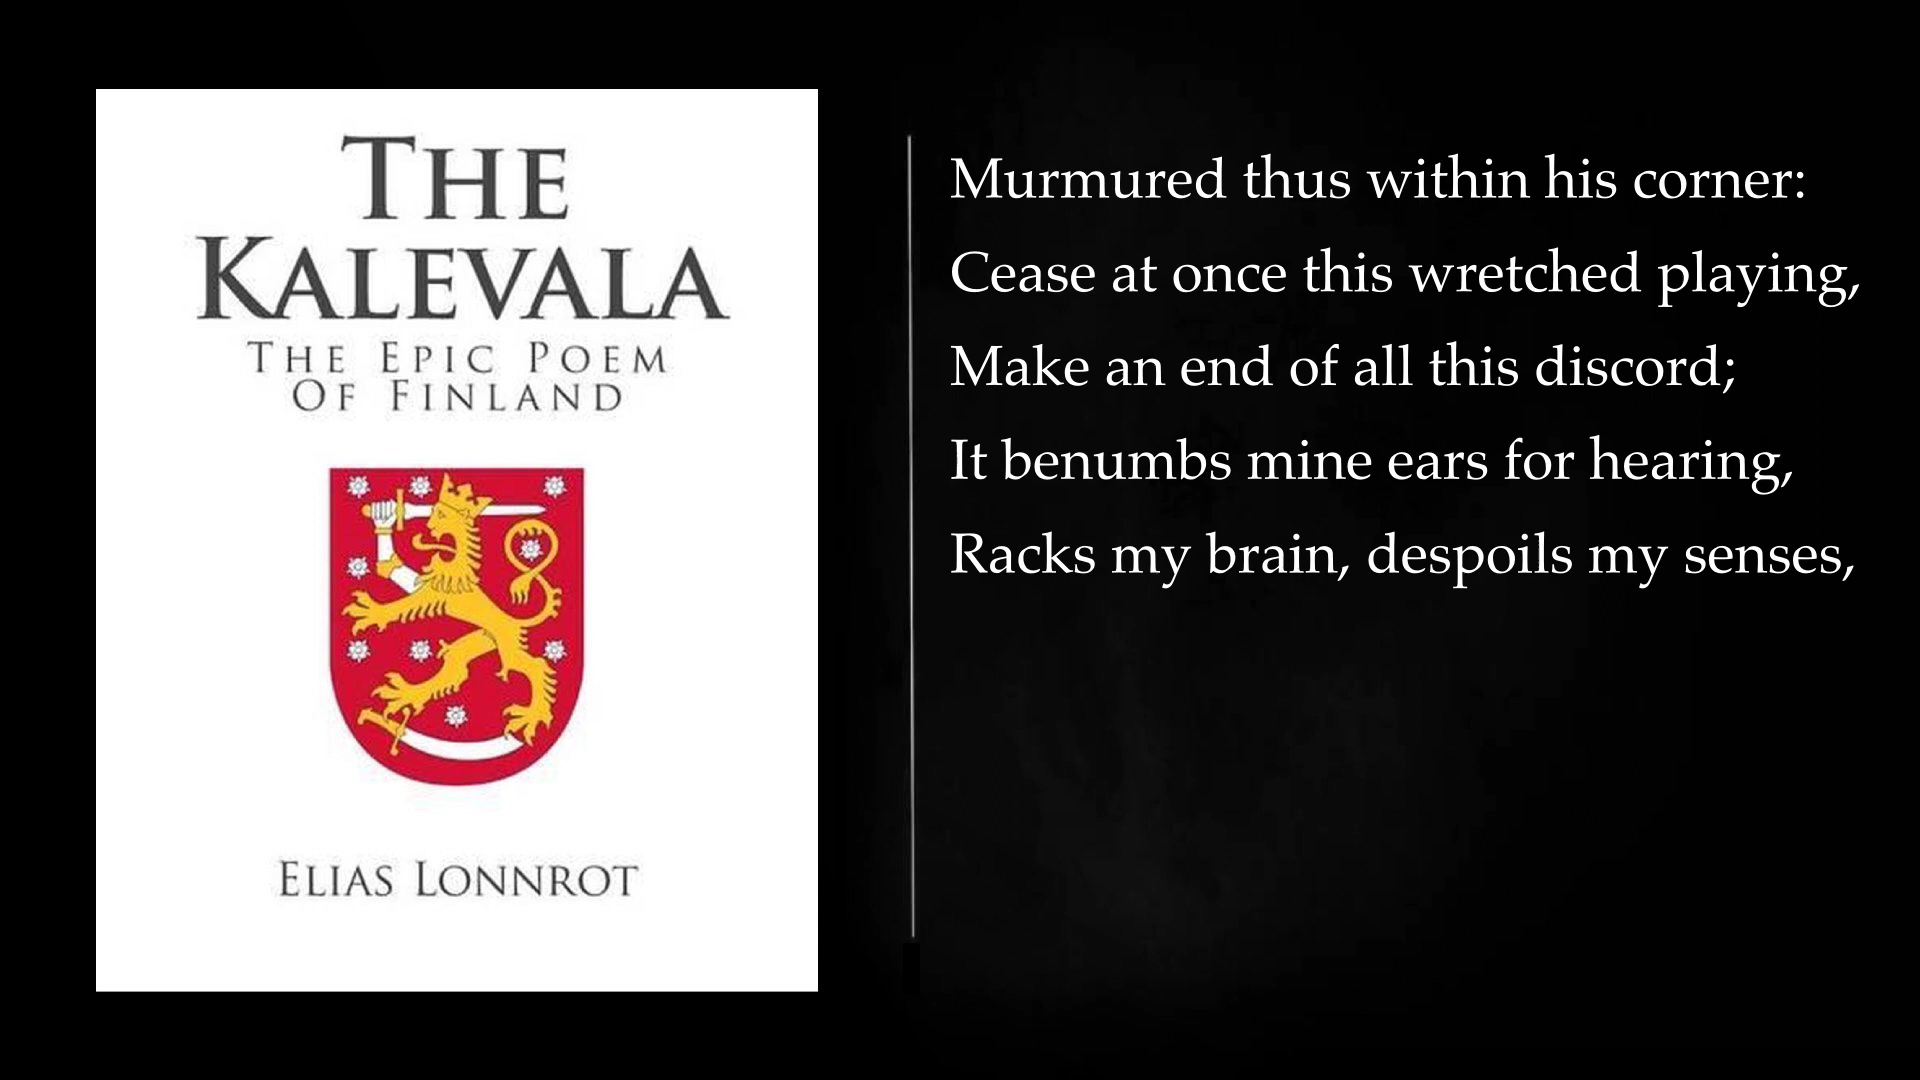 THE
KALEVALA
THE EPIC POEM
OF FINLAND
ELIAS LONNROT
Murmured thus within his corner:
Cease at once this wretched playing,
Make an end of all this discord;
It benumbs mine ears for hearing,
Racks my brain, despoils my senses,